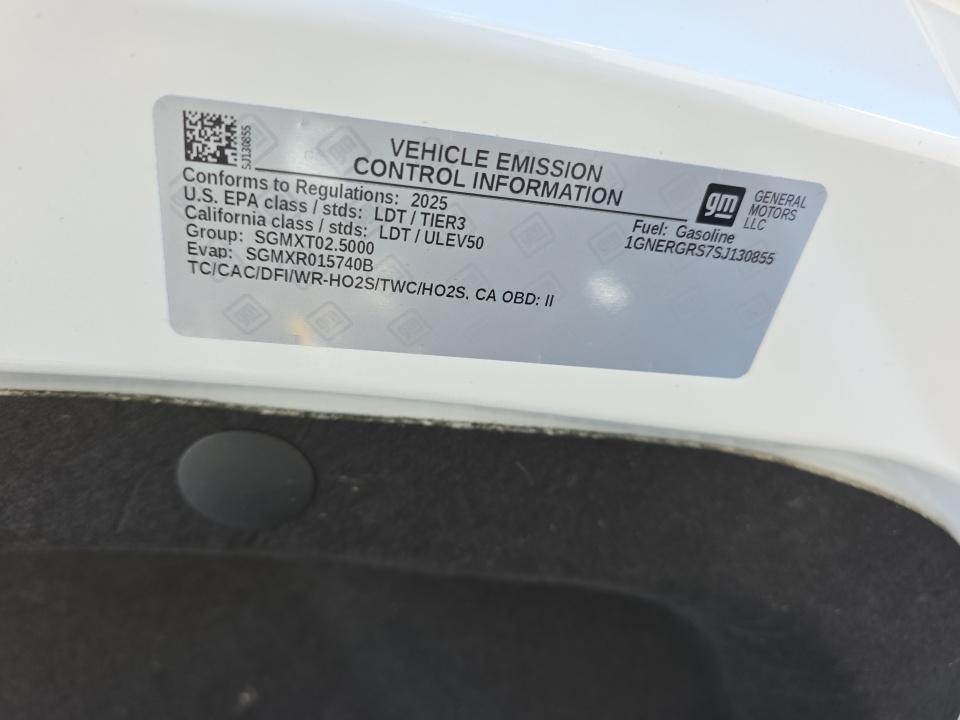 SJ130855
VEHICLE EMISSION
CONTROL INFORMATION
gm
GENERAL
MOTORS
LLC
Conforms to Regulations: 2025
U.S. EPA class / stds: LDT / TIER3
California class / stds: LDT / ULEV50
Group: SGMXT02.5000
Evap: SGMXR015740B
TC/CAC/DFI/WR-HO2S/TWC/HO2S, CA OBD: II
Fuel: Gasoline
1GNERGRS7SJ130855